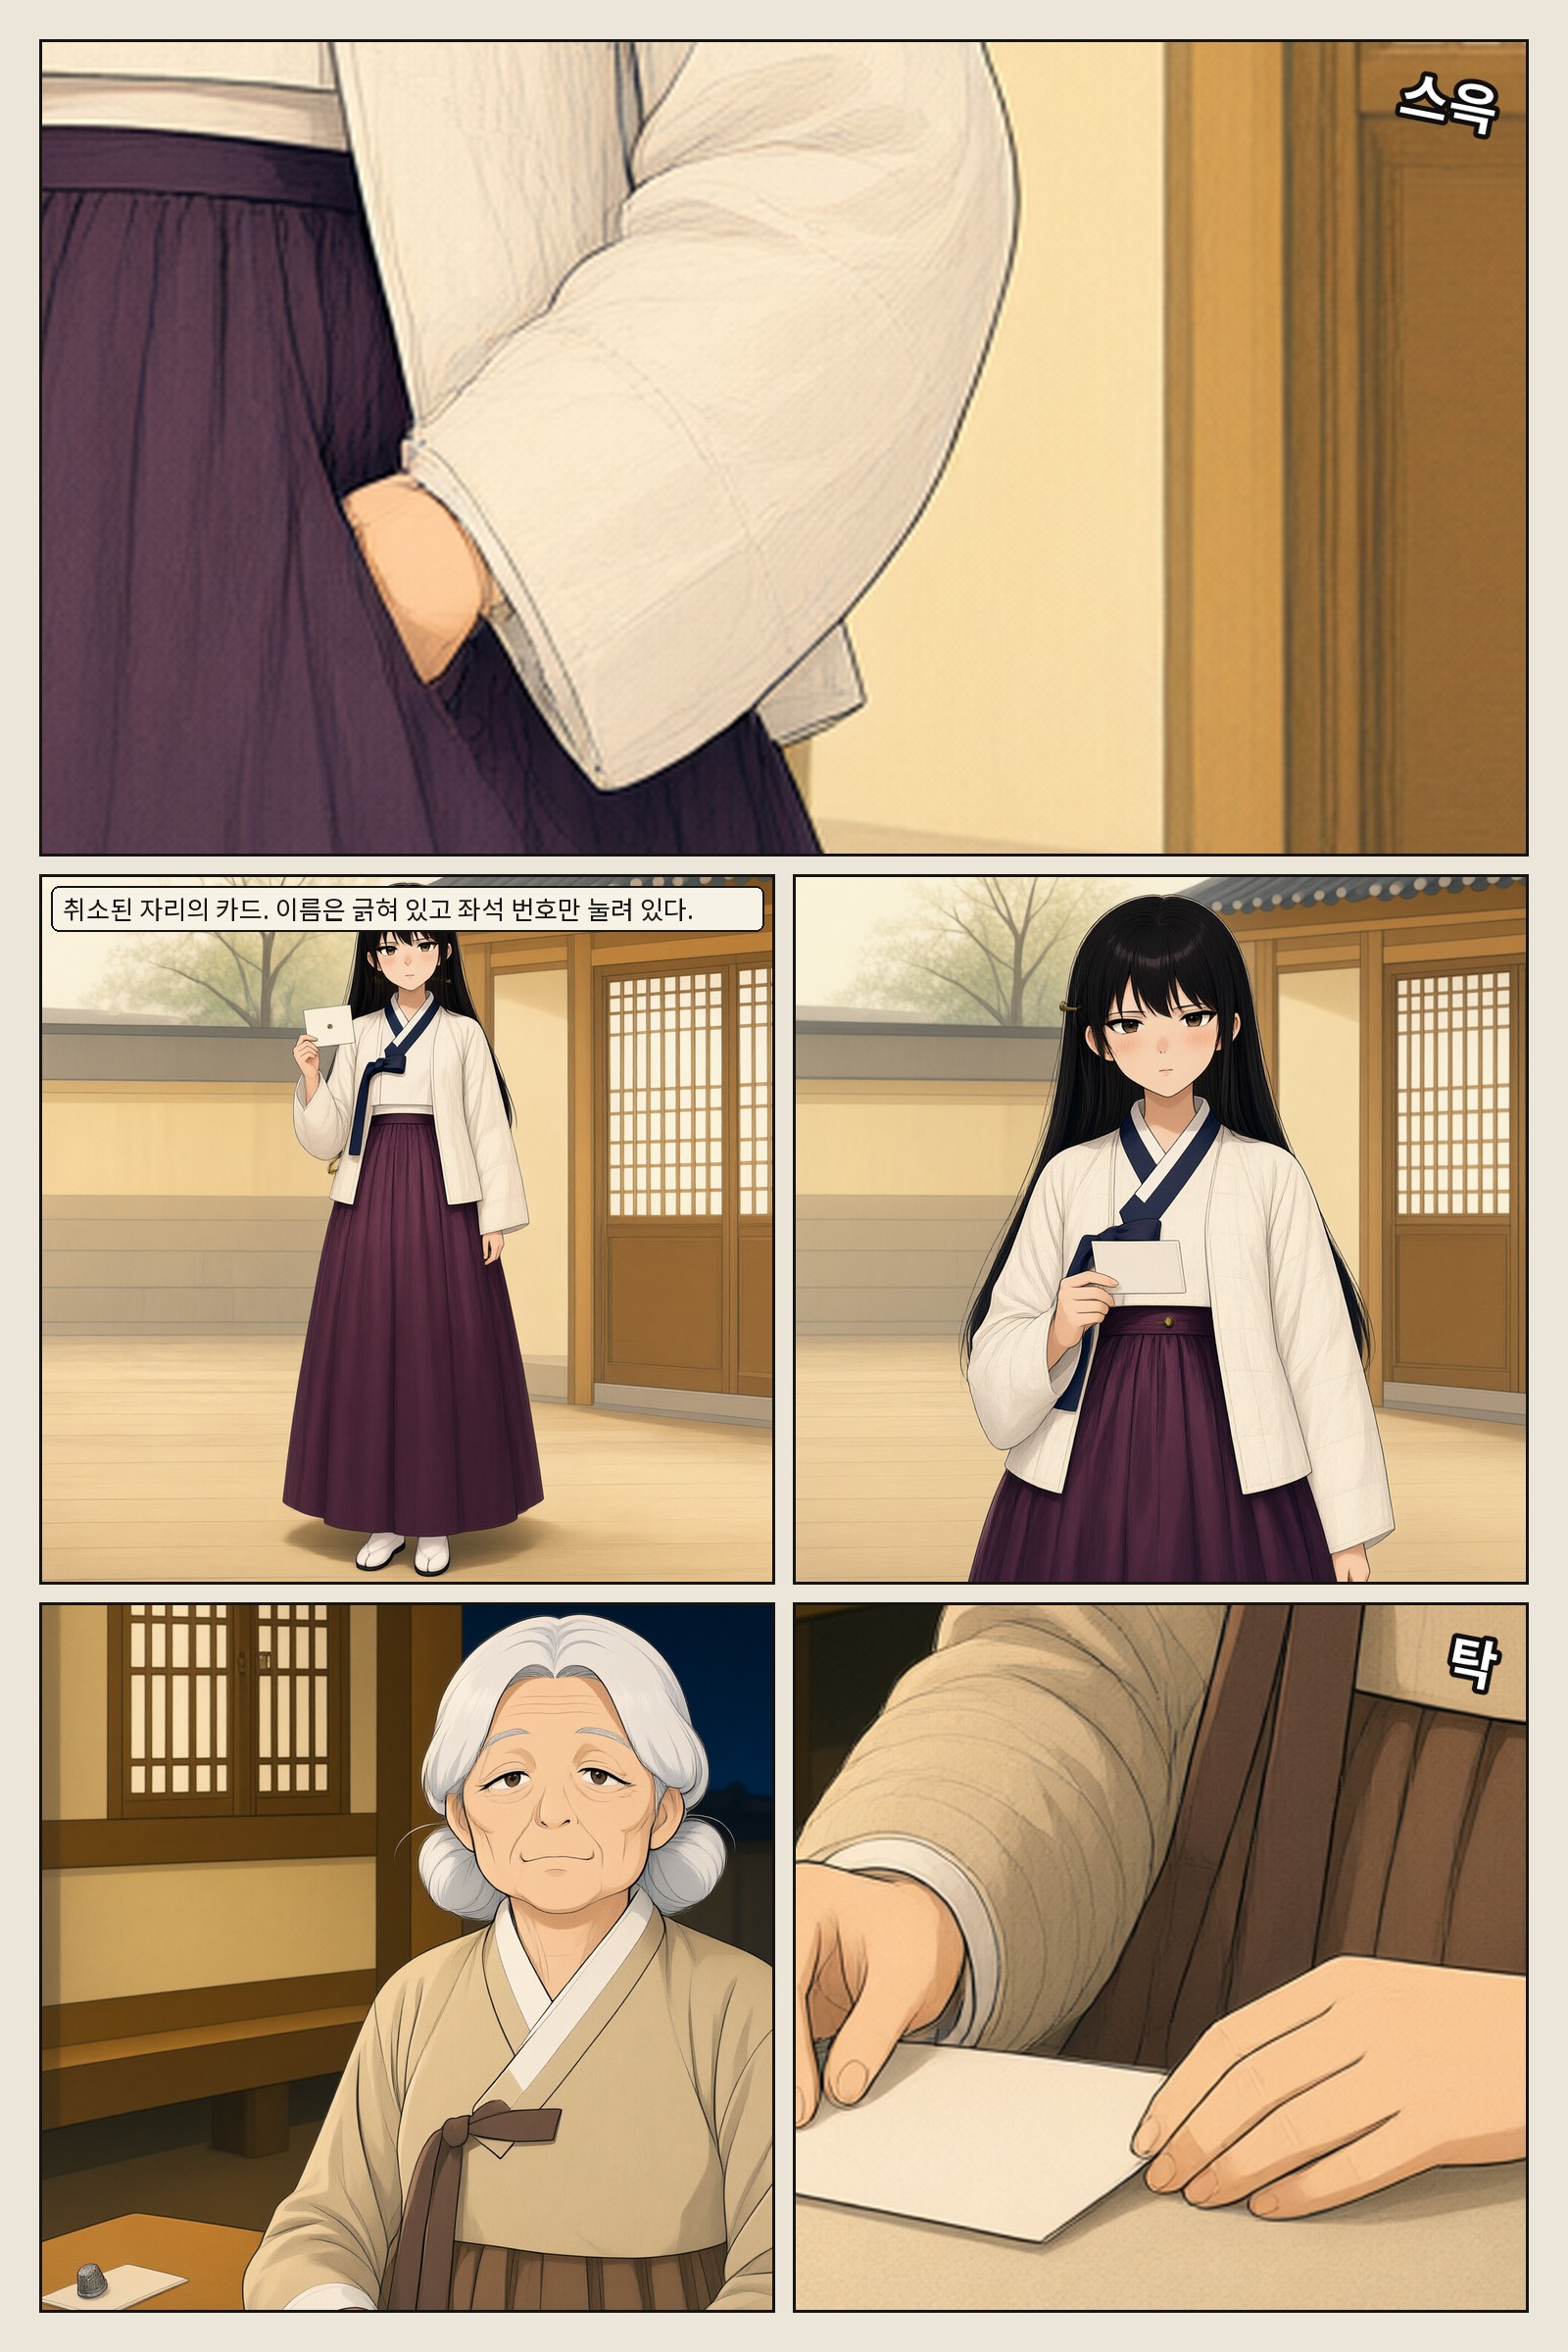 스윽
취소된 자리의 카드. 이름은 긁혀 있고 좌석 번호만 눌려 있다.
탁